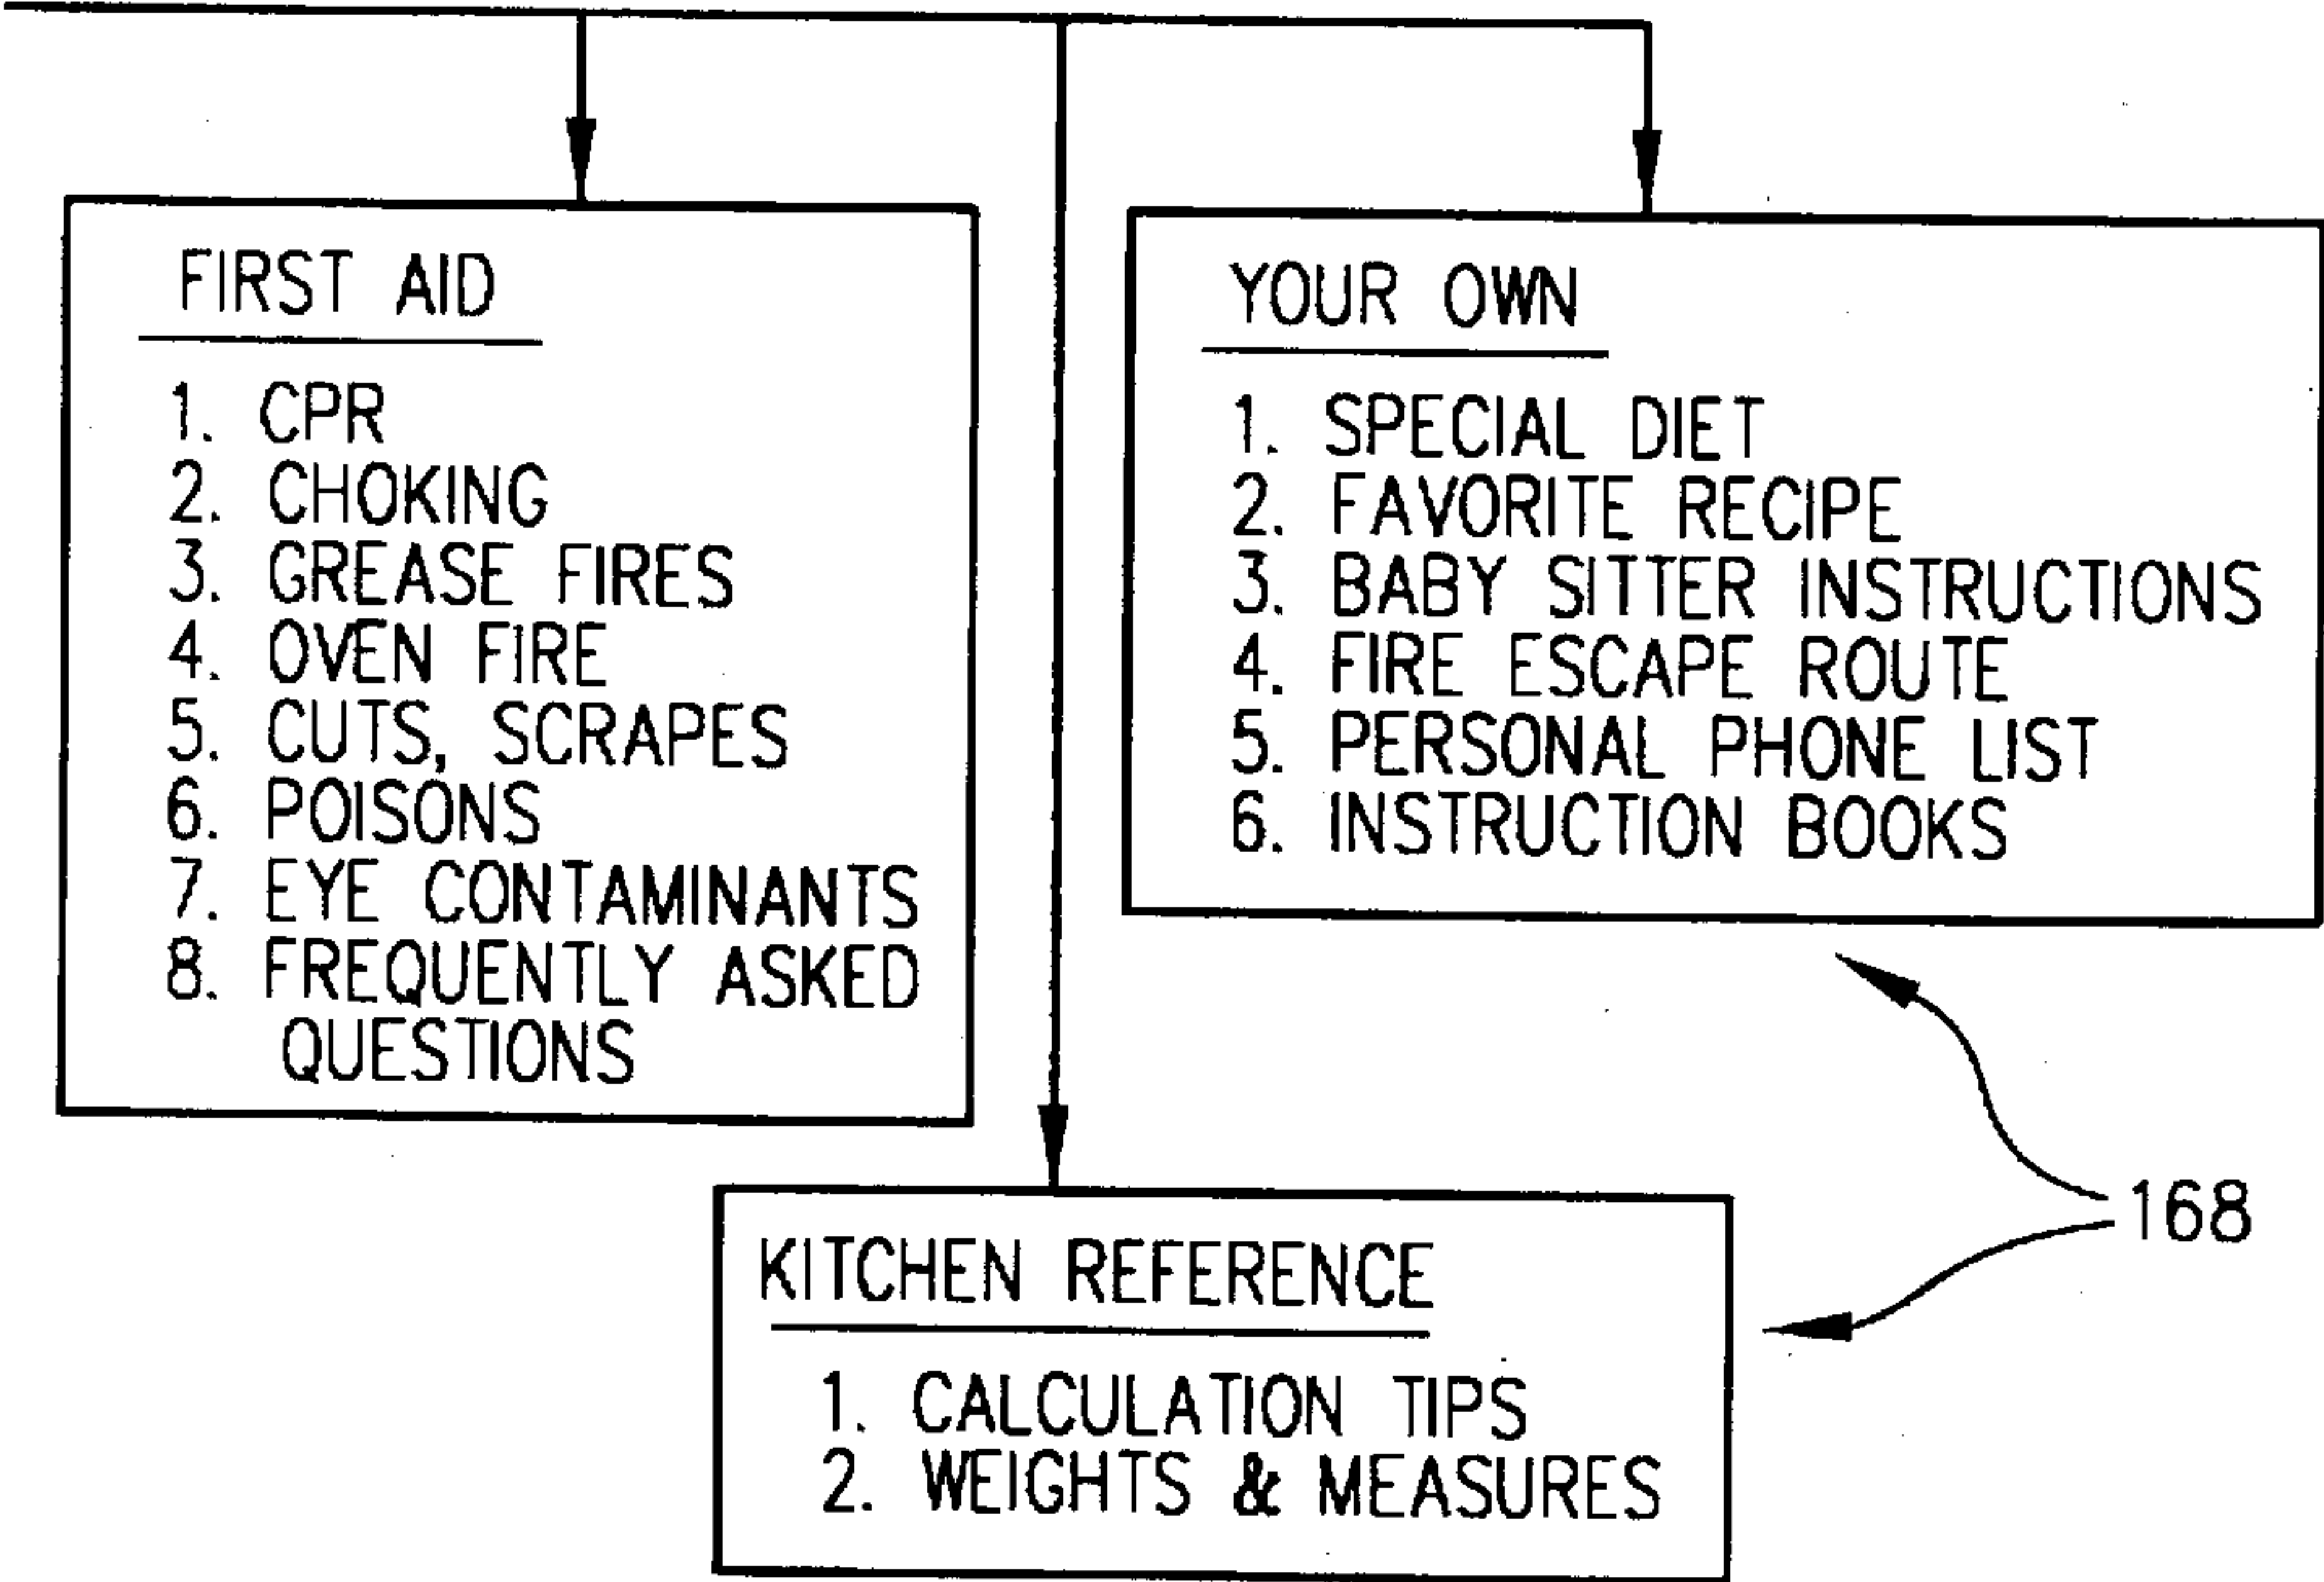 FIRST AID
1. CPR
2. CHOKING
3. GREASE FIRES
4. OVEN FIRE
5. CUTS, SCRAPES
6. POISONS
7. EYE CONTAMINANTS
8. FREQUENTLY ASKED
QUESTIONS
YOUR OWN
1. SPECIAL DIET
2. FAVORITE RECIPE
3. BABY SITTER INSTRUCTIONS
4. FIRE ESCAPE ROUTE
5. PERSONAL PHONE LIST
6. INSTRUCTION BOOKS
168
KITCHEN REFERENCE
1. CALCULATION TIPS
2. WEIGHTS & MEASURES